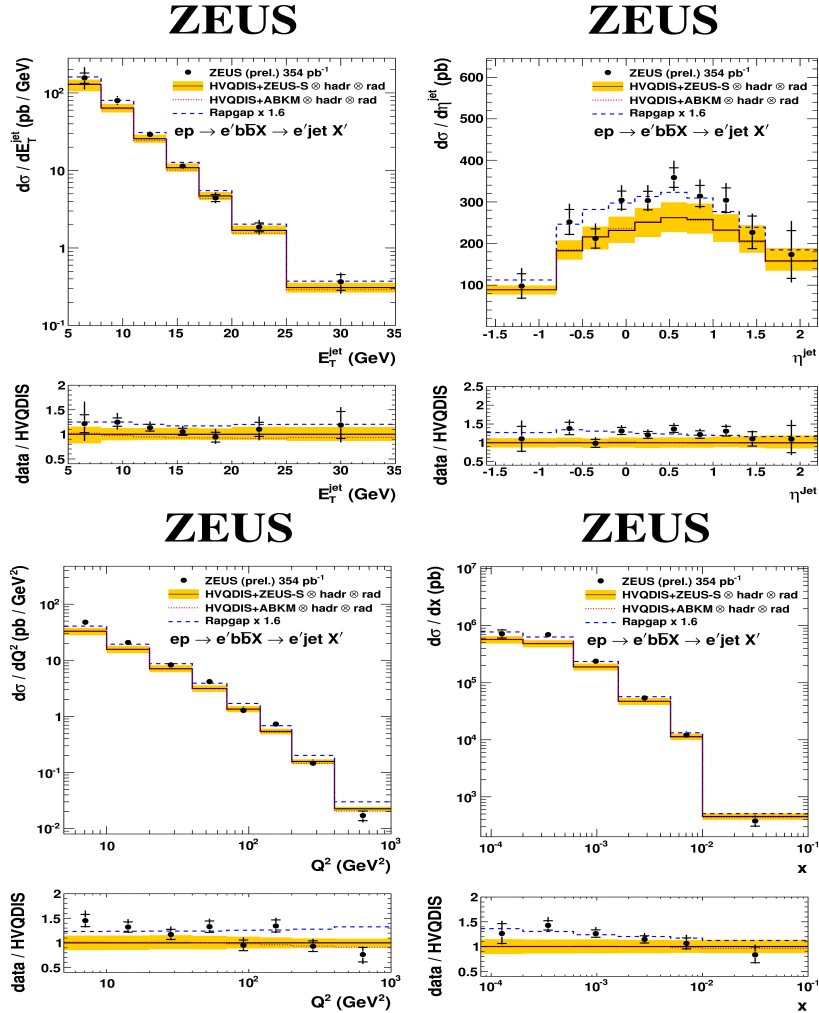 ZEUS
dσ / dE_T^jet (pb / GeV)
10²
10
1
10⁻¹
ZEUS (prel.) 354 pb⁻¹
HVQDIS+ZEUS-S ⊗ hadr ⊗ rad
HVQDIS+ABKM ⊗ hadr ⊗ rad
Rapgap x 1.6
ep → e′bb̅X → e′jet X′
5 10 15 20 25 30 35
E_T^jet (GeV)
data / HVQDIS
2
1.5
1
0.5
5 10 15 20 25 30 35
E_T^jet (GeV)
ZEUS
dσ / dη^jet (pb)
600
500
400
300
200
100
ZEUS (prel.) 354 pb⁻¹
HVQDIS+ZEUS-S ⊗ hadr ⊗ rad
HVQDIS+ABKM ⊗ hadr ⊗ rad
Rapgap x 1.6
ep → e′bb̅X → e′jet X′
-1.5 -1 -0.5 0 0.5 1 1.5 2
η^jet
data / HVQDIS
2.5
2
1.5
1
0.5
-1.5 -1 -0.5 0 0.5 1 1.5 2
η^Jet
ZEUS
dσ / dQ² (pb / GeV²)
10²
10
1
10⁻¹
10⁻²
ZEUS (prel.) 354 pb⁻¹
HVQDIS+ZEUS-S ⊗ hadr ⊗ rad
HVQDIS+ABKM ⊗ hadr ⊗ rad
Rapgap x 1.6
ep → e′bb̅X → e′jet X′
10 10² 10³
Q² (GeV²)
data / HVQDIS
2
1.5
1
0.5
10 10² 10³
Q² (GeV²)
ZEUS
dσ / dx (pb)
10⁷
10⁶
10⁵
10⁴
10³
ZEUS (prel.) 354 pb⁻¹
HVQDIS+ZEUS-S ⊗ hadr ⊗ rad
HVQDIS+ABKM ⊗ hadr ⊗ rad
Rapgap x 1.6
ep → e′bb̅X → e′jet X′
10⁻⁴ 10⁻³ 10⁻² 10⁻¹
x
data / HVQDIS
2
1.5
1
0.5
10⁻⁴ 10⁻³ 10⁻² 10⁻¹
x